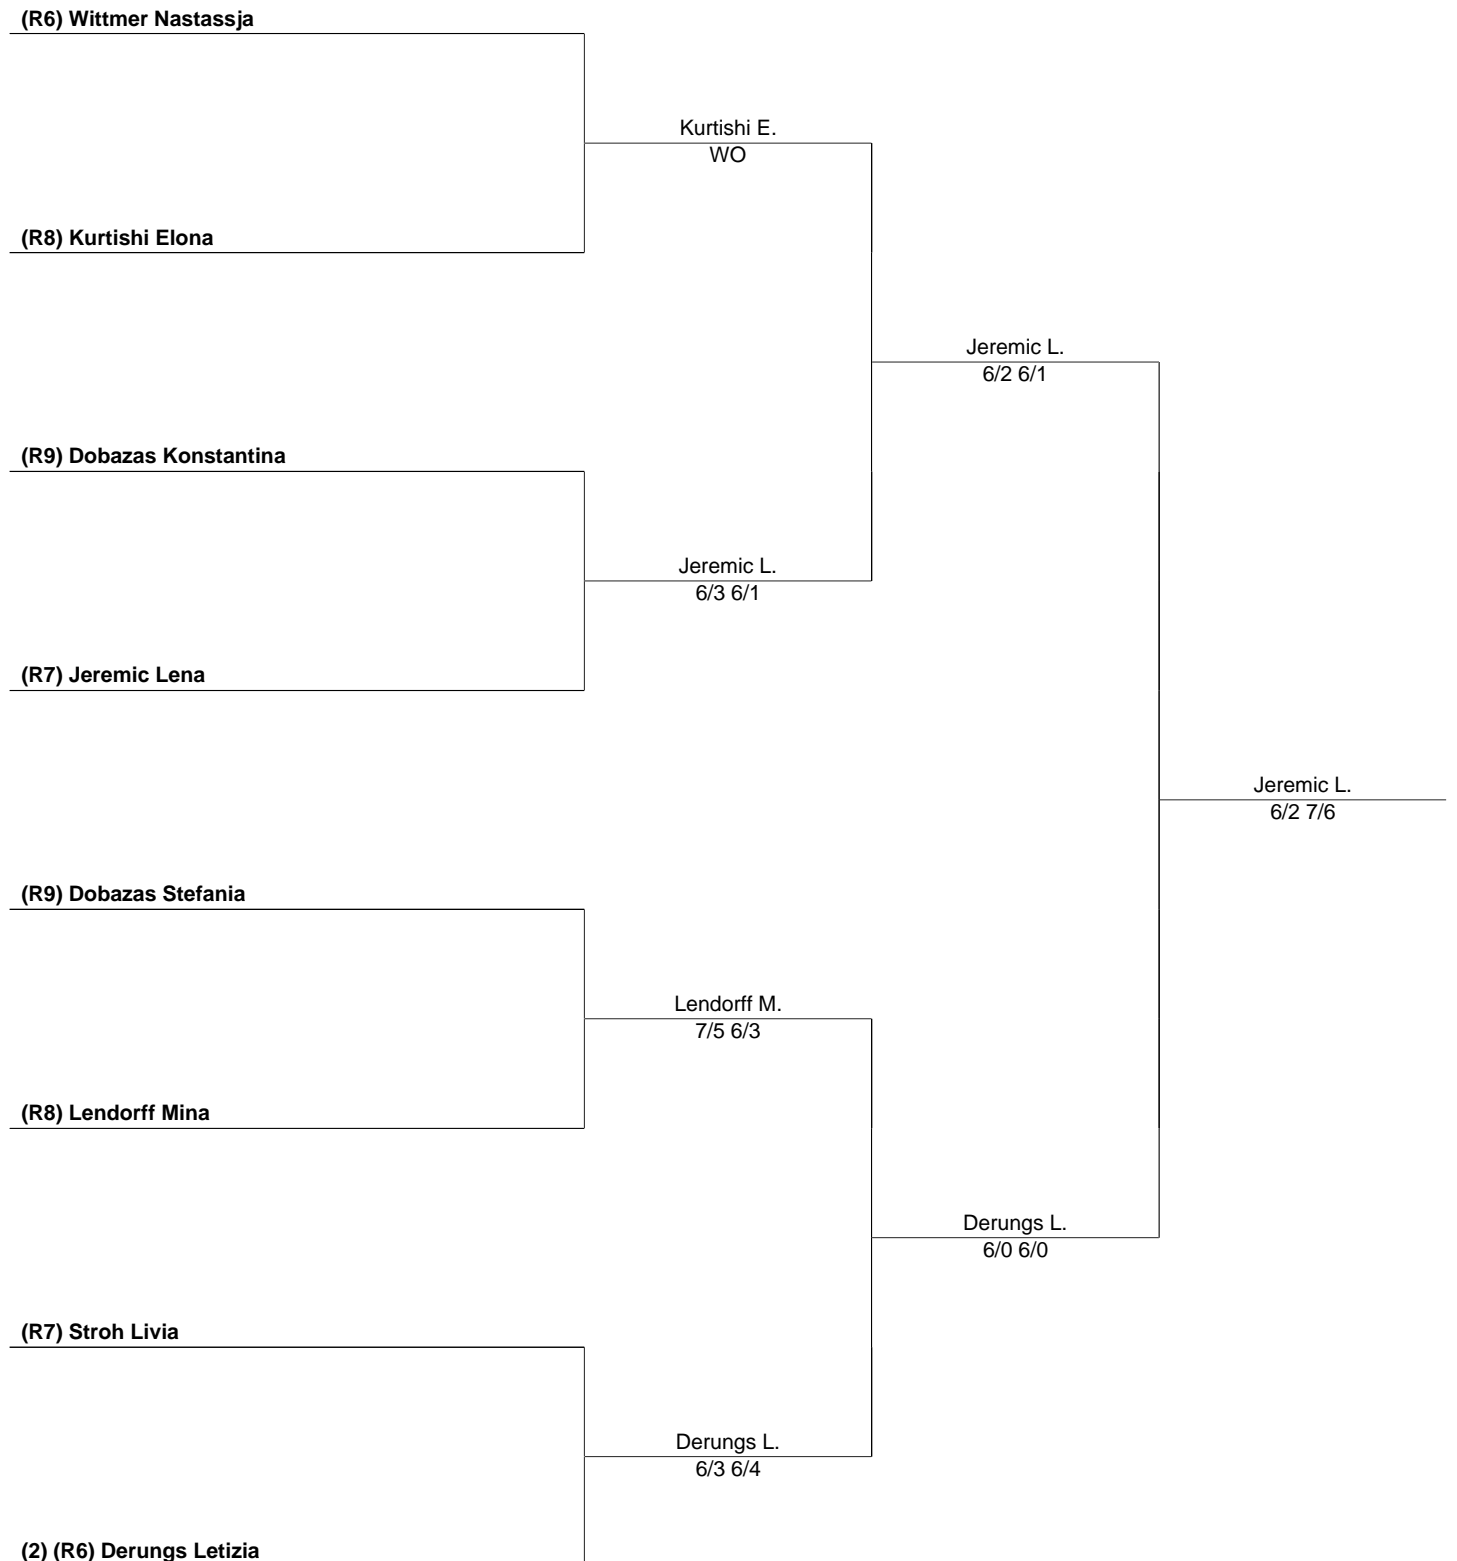 (R6) Wittmer Nastassja
Kurtishi E.
WO
(R8) Kurtishi Elona
Jeremic L.
6/2 6/1
(R9) Dobazas Konstantina
Jeremic L.
6/3 6/1
(R7) Jeremic Lena
Jeremic L.
6/2 7/6
(R9) Dobazas Stefania
Lendorff M.
7/5 6/3
(R8) Lendorff Mina
Derungs L.
6/0 6/0
(R7) Stroh Livia
Derungs L.
6/3 6/4
(2) (R6) Derungs Letizia